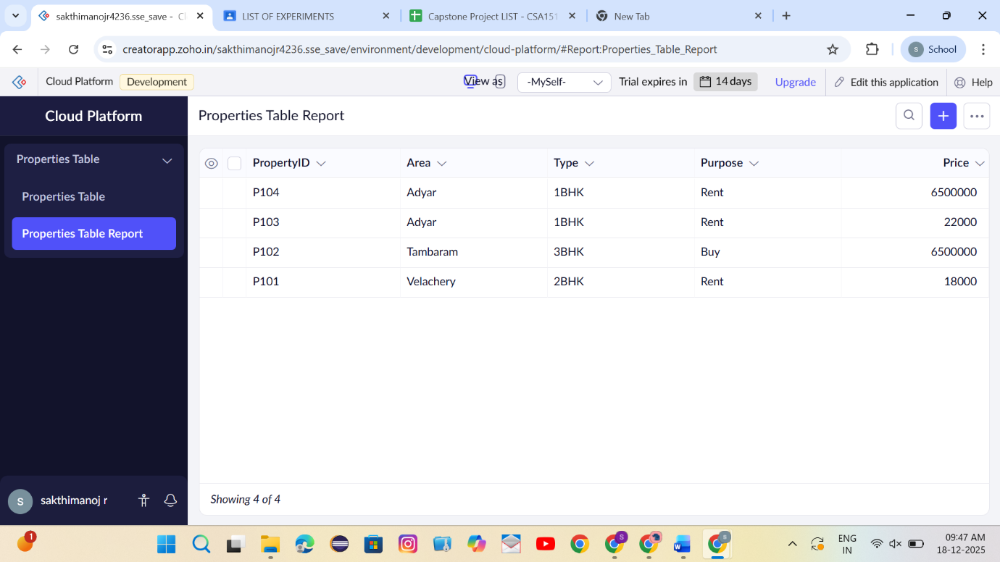 sakthimanojr4236.sse_save - C
LIST OF EXPERIMENTS
Capstone Project LIST - CSA151
New Tab
creatorapp.zoho.in/sakthimanojr4236.sse_save/environment/development/cloud-platform/#Report:Properties_Table_Report
s School
Cloud Platform Development View as -MySelf- Trial expires in 14 days Upgrade Edit this application Help
Cloud Platform
Properties Table Report
Properties Table
Properties Table
Properties Table Report
PropertyID Area Type Purpose Price
P104 Adyar 1BHK Rent 6500000
P103 Adyar 1BHK Rent 22000
P102 Tambaram 3BHK Buy 6500000
P101 Velachery 2BHK Rent 18000
Showing 4 of 4
S sakthimanoj r
1
S
s
W
ENG
IN
09:47 AM
18-12-2025